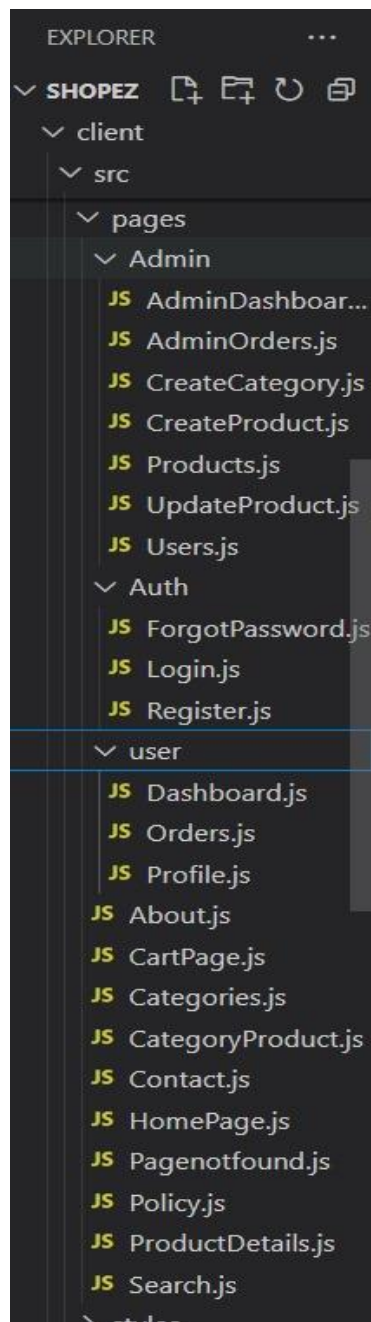 EXPLORER ...
SHOPEZ
client
src
pages
Admin
JS AdminDashboar...
JS AdminOrders.js
JS CreateCategory.js
JS CreateProduct.js
JS Products.js
JS UpdateProduct.js
JS Users.js
Auth
JS ForgotPassword.js
JS Login.js
JS Register.js
user
JS Dashboard.js
JS Orders.js
JS Profile.js
JS About.js
JS CartPage.js
JS Categories.js
JS CategoryProduct.js
JS Contact.js
JS HomePage.js
JS Pagenotfound.js
JS Policy.js
JS ProductDetails.js
JS Search.js